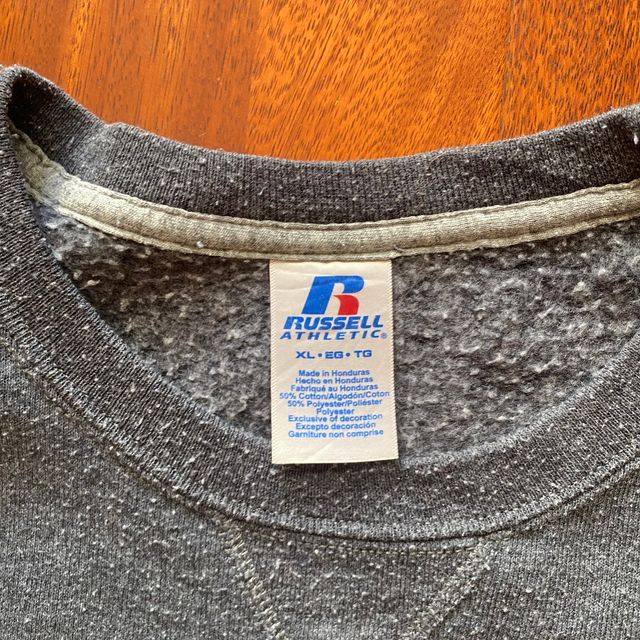 R
RUSSELL
ATHLETIC®
XL • EG • TG
Made in Honduras
Hecho en Honduras
Fabriqué au Honduras
50% Cotton/Algodón/Coton
50% Polyester/Poliéster
Polyester
Exclusive of decoration
Excepto decoración
Garniture non comprise